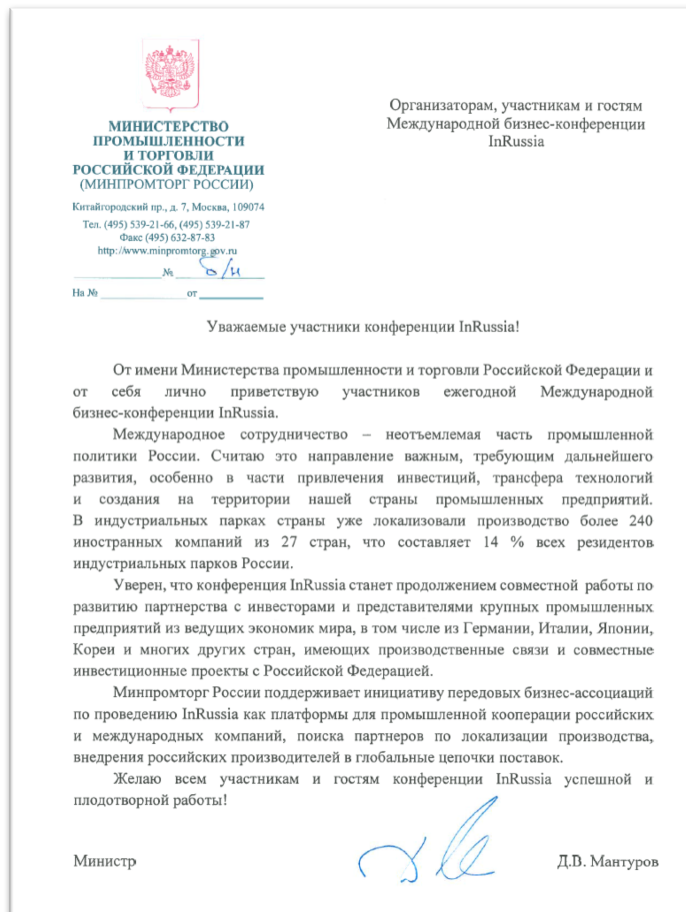 МИНИСТЕРСТВО
ПРОМЫШЛЕННОСТИ
И ТОРГОВЛИ
РОССИЙСКОЙ ФЕДЕРАЦИИ
(МИНПРОМТОРГ РОССИИ)
Китайгородский пр., д. 7, Москва, 109074
Тел. (495) 539-21-66, (495) 539-21-87
Факс (495) 632-87-83
http://www.minpromtorg.gov.ru
№ б/н
На № от
Организаторам, участникам и гостям
Международной бизнес-конференции
InRussia
Уважаемые участники конференции InRussia!
От имени Министерства промышленности и торговли Российской Федерации и
от себя лично приветствую участников ежегодной Международной
бизнес-конференции InRussia.
Международное сотрудничество – неотъемлемая часть промышленной
политики России. Считаю это направление важным, требующим дальнейшего
развития, особенно в части привлечения инвестиций, трансфера технологий
и создания на территории нашей страны промышленных предприятий.
В индустриальных парках страны уже локализовали производство более 240
иностранных компаний из 27 стран, что составляет 14 % всех резидентов
индустриальных парков России.
Уверен, что конференция InRussia станет продолжением совместной работы по
развитию партнерства с инвесторами и представителями крупных промышленных
предприятий из ведущих экономик мира, в том числе из Германии, Италии, Японии,
Кореи и многих других стран, имеющих производственные связи и совместные
инвестиционные проекты с Российской Федерацией.
Минпромторг России поддерживает инициативу передовых бизнес-ассоциаций
по проведению InRussia как платформы для промышленной кооперации российских
и международных компаний, поиска партнеров по локализации производства,
внедрения российских производителей в глобальные цепочки поставок.
Желаю всем участникам и гостям конференции InRussia успешной и
плодотворной работы!
Министр
Д.В. Мантуров